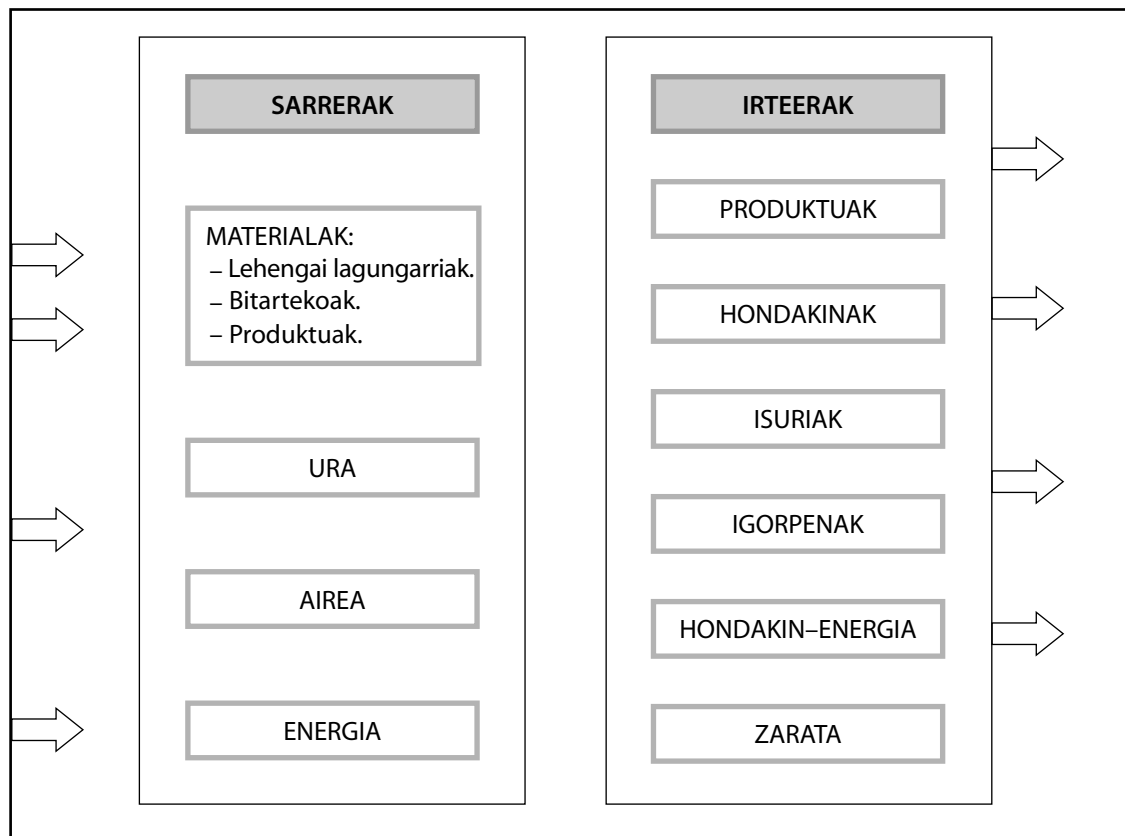 SARRERAK
MATERIALAK:
– Lehengai lagungarriak.
– Bitartekoak.
– Produktuak.
URA
AIREA
ENERGIA
IRTEERAK
PRODUKTUAK
HONDAKINAK
ISURIAK
IGORPENAK
HONDAKIN–ENERGIA
ZARATA